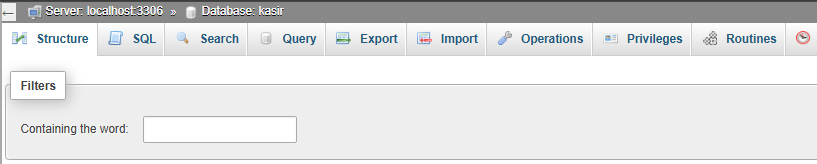 Server: localhost:3306 » Database: kasir
Structure SQL Search Query Export Import Operations Privileges Routines
Filters
Containing the word: